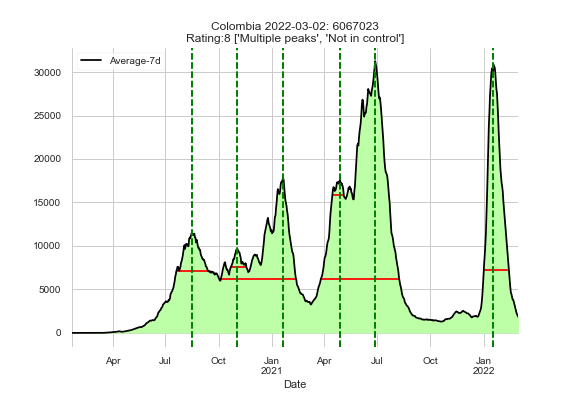 Colombia 2022-03-02: 6067023
Rating:8 ['Multiple peaks', 'Not in control']
Average-7d
30000
25000
20000
15000
10000
5000
0
Apr Jul Oct Jan Apr Jul Oct Jan
2021 2022
Date